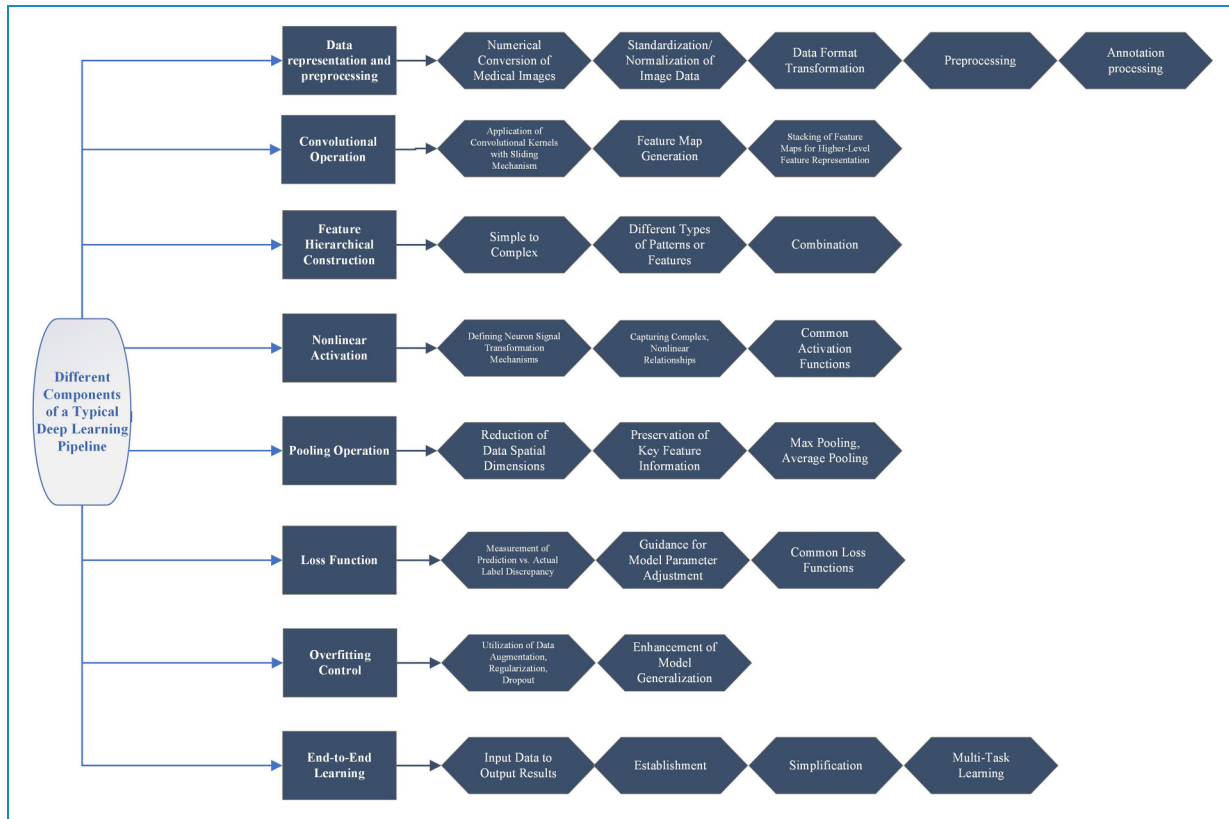 Different
Components
of a Typical
Deep Learning
Pipeline
Data
representation and
preprocessing
Numerical
Conversion of
Medical Images
Standardization/
Normalization of
Image Data
Data Format
Transformation
Preprocessing
Annotation
processing
Convolutional
Operation
Application of
Convolutional Kernels
with Sliding
Mechanism
Feature Map
Generation
Stacking of Feature
Maps for Higher-Level
Feature Representation
Feature
Hierarchical
Construction
Simple to
Complex
Different Types
of Patterns or
Features
Combination
Nonlinear
Activation
Defining Neuron Signal
Transformation
Mechanisms
Capturing Complex,
Nonlinear
Relationships
Common
Activation
Functions
Pooling Operation
Reduction of
Data Spatial
Dimensions
Preservation of
Key Feature
Information
Max Pooling,
Average Pooling
Loss Function
Measurement of
Prediction vs. Actual
Label Discrepancy
Guidance for
Model Parameter
Adjustment
Common Loss
Functions
Overfitting
Control
Utilization of Data
Augmentation,
Regularization,
Dropout
Enhancement of
Model
Generalization
End-to-End
Learning
Input Data to
Output Results
Establishment
Simplification
Multi-Task
Learning